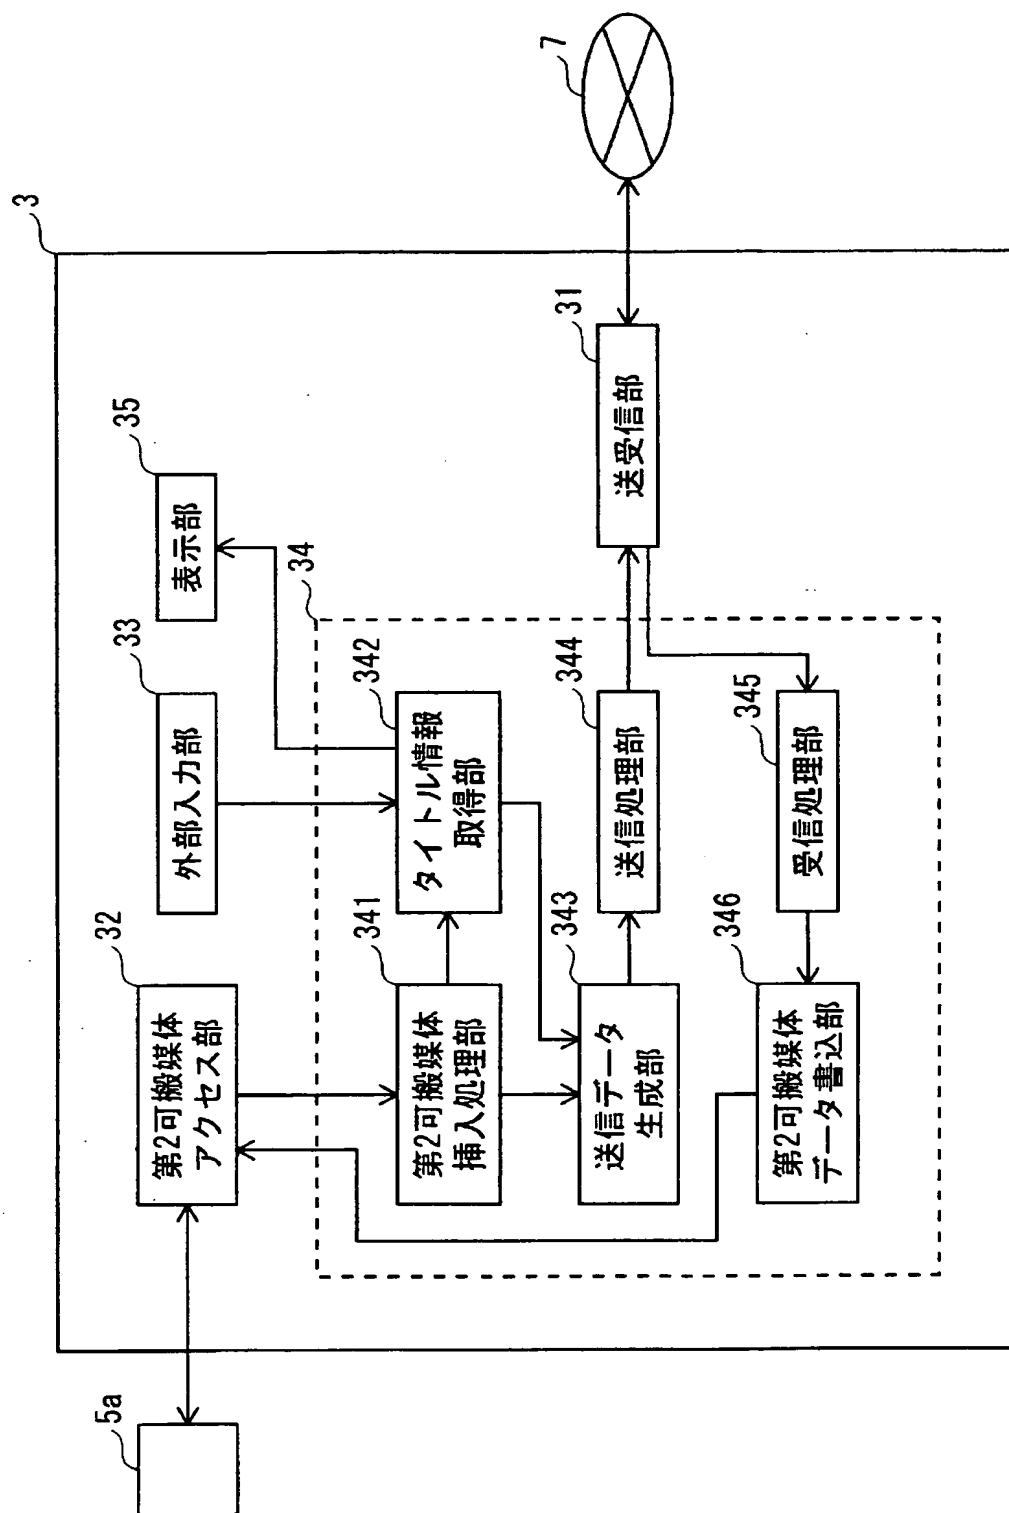 3
5a
32
第2可搬媒体
アクセス部
33
外部入力部
35
表示部
34
341
第2可搬媒体
挿入処理部
342
タイトル情報
取得部
343
送信データ
生成部
344
送信処理部
31
送受信部
7
346
第2可搬媒体
データ書込部
345
受信処理部